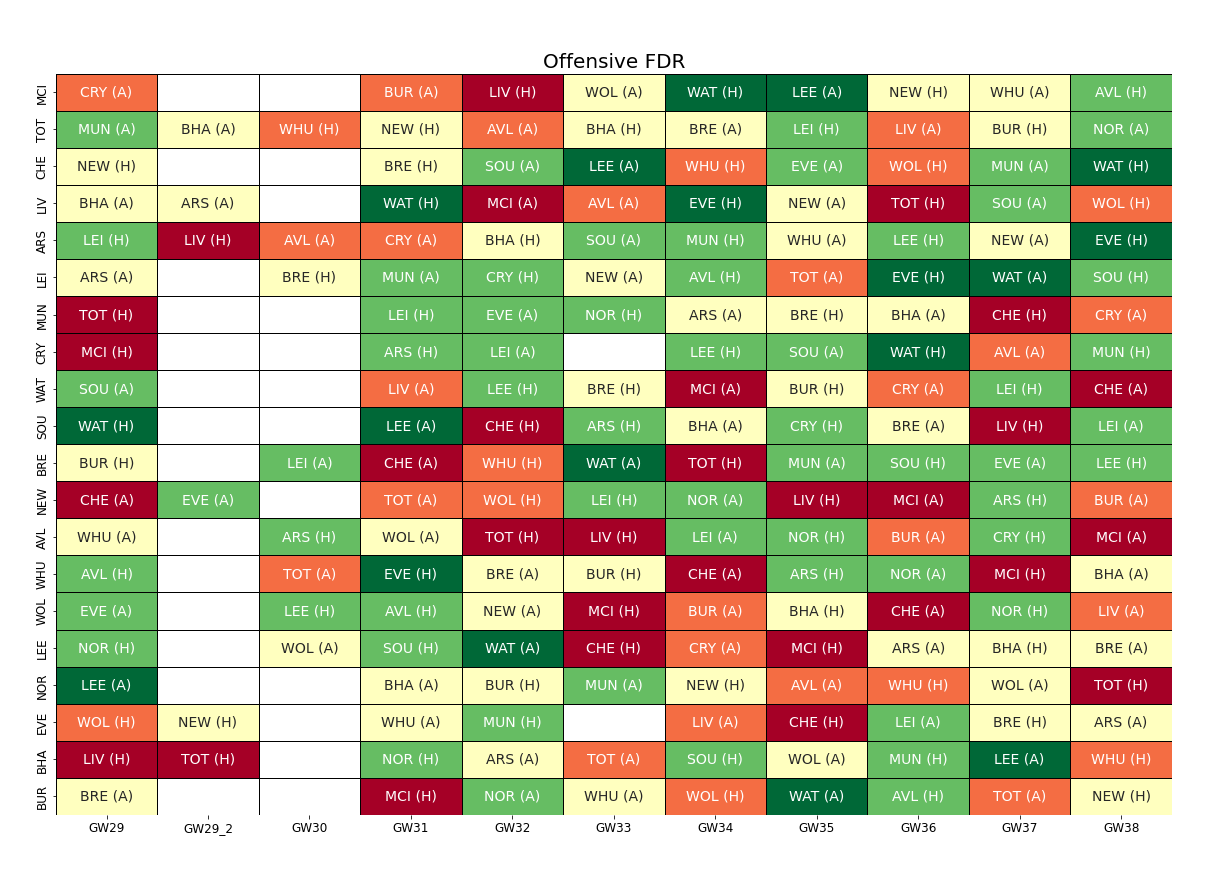 Offensive FDR
MCI CRY (A) BUR (A) LIV (H) WOL (A) WAT (H) LEE (A) NEW (H) WHU (A) AVL (H)
TOT MUN (A) BHA (A) WHU (H) NEW (H) AVL (A) BHA (H) BRE (A) LEI (H) LIV (A) BUR (H) NOR (A)
CHE NEW (H) BRE (H) SOU (A) LEE (A) WHU (H) EVE (A) WOL (H) MUN (A) WAT (H)
LIV BHA (A) ARS (A) WAT (H) MCI (A) AVL (A) EVE (H) NEW (A) TOT (H) SOU (A) WOL (H)
ARS LEI (H) LIV (H) AVL (A) CRY (A) BHA (H) SOU (A) MUN (H) WHU (A) LEE (H) NEW (A) EVE (H)
LEI ARS (A) BRE (H) MUN (A) CRY (H) NEW (A) AVL (H) TOT (A) EVE (H) WAT (A) SOU (H)
MUN TOT (H) LEI (H) EVE (A) NOR (H) ARS (A) BRE (H) BHA (A) CHE (H) CRY (A)
CRY MCI (H) ARS (H) LEI (A) LEE (H) SOU (A) WAT (H) AVL (A) MUN (H)
WAT SOU (A) LIV (A) LEE (H) BRE (H) MCI (A) BUR (H) CRY (A) LEI (H) CHE (A)
SOU WAT (H) LEE (A) CHE (H) ARS (H) BHA (A) CRY (H) BRE (A) LIV (H) LEI (A)
BRE BUR (H) LEI (A) CHE (A) WHU (H) WAT (A) TOT (H) MUN (A) SOU (H) EVE (A) LEE (H)
NEW CHE (A) EVE (A) TOT (A) WOL (H) LEI (H) NOR (A) LIV (H) MCI (A) ARS (H) BUR (A)
AVL WHU (A) ARS (H) WOL (A) TOT (H) LIV (H) LEI (A) NOR (H) BUR (A) CRY (H) MCI (A)
WHU AVL (H) TOT (A) EVE (H) BRE (A) BUR (H) CHE (A) ARS (H) NOR (A) MCI (H) BHA (A)
WOL EVE (A) LEE (H) AVL (H) NEW (A) MCI (H) BUR (A) BHA (H) CHE (A) NOR (H) LIV (A)
LEE NOR (H) WOL (A) SOU (H) WAT (A) CHE (H) CRY (A) MCI (H) ARS (A) BHA (H) BRE (A)
NOR LEE (A) BHA (A) BUR (H) MUN (A) NEW (H) AVL (A) WHU (H) WOL (A) TOT (H)
EVE WOL (H) NEW (H) WHU (A) MUN (H) LIV (A) CHE (H) LEI (A) BRE (H) ARS (A)
BHA LIV (H) TOT (H) NOR (H) ARS (A) TOT (A) SOU (H) WOL (A) MUN (H) LEE (A) WHU (H)
BUR BRE (A) MCI (H) NOR (A) WHU (A) WOL (H) WAT (A) AVL (H) TOT (A) NEW (H)
GW29 GW29_2 GW30 GW31 GW32 GW33 GW34 GW35 GW36 GW37 GW38